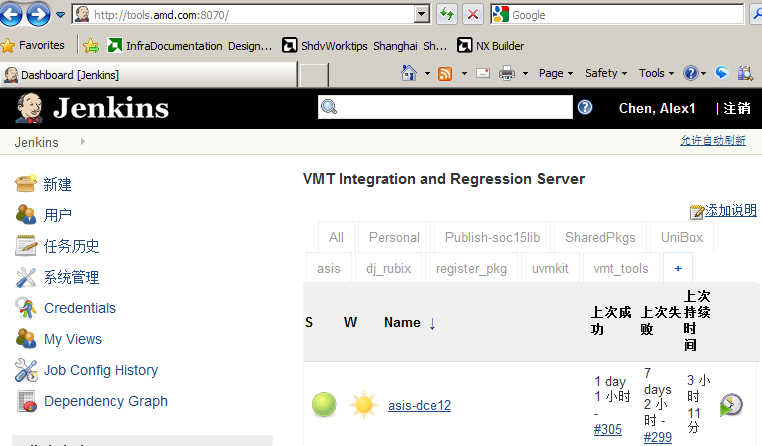 http://tools.amd.com:8070/
Google
Favorites
InfraDocumentation Design...
ShdvWorktips Shanghai Sh...
NX Builder
Dashboard [Jenkins]
Page
Safety
Tools
Jenkins
Chen, Alex1 | 注销
Jenkins
允许自动刷新
新建
用户
任务历史
系统管理
Credentials
My Views
Job Config History
Dependency Graph
VMT Integration and Regression Server
添加说明
All Personal Publish-soc15lib SharedPkgs UniBox
asis dj_rubix register_pkg uvmkit vmt_tools +
S W Name ↓
上次成
功
上次失
败
上次
持续
时
间
asis-dce12
1 day
1 小时
-
#305
7
days
2 小
时 -
#299
3 小
时
11
分